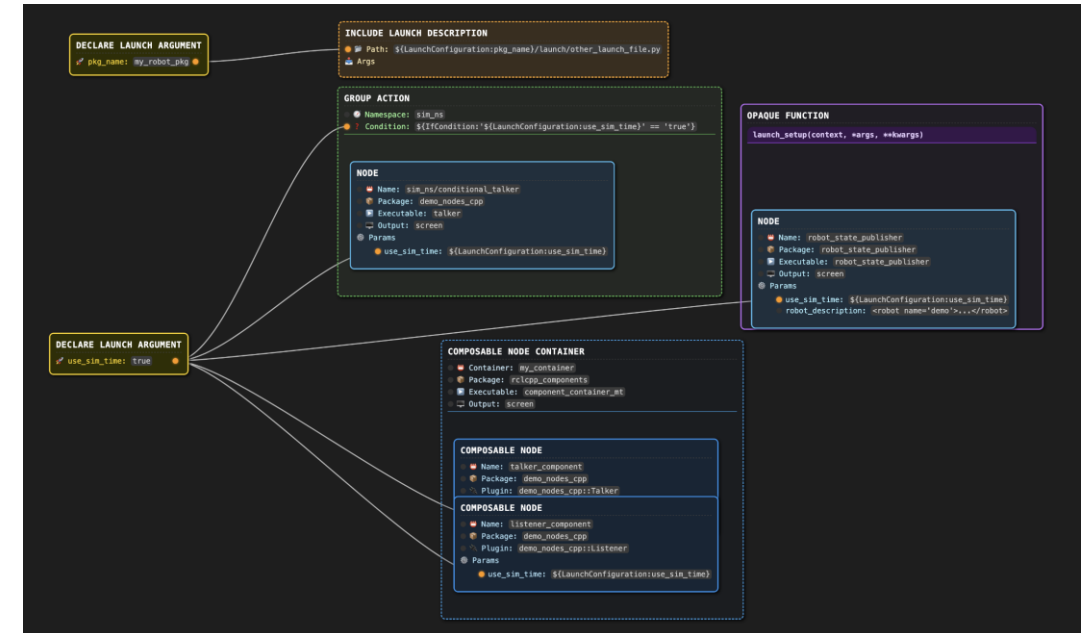 DECLARE LAUNCH ARGUMENT
pkg_name: my_robot_pkg
INCLUDE LAUNCH DESCRIPTION
Path: ${LaunchConfiguration:pkg_name}/launch/other_launch_file.py
Args
GROUP ACTION
Namespace: sim_ns
Condition: ${IfCondition:'${LaunchConfiguration:use_sim_time}' == 'true'}
NODE
Name: sim_ns/conditional_talker
Package: demo_nodes_cpp
Executable: talker
Output: screen
Params
use_sim_time: ${LaunchConfiguration:use_sim_time}
OPAQUE FUNCTION
launch_setup(context, *args, **kwargs)
NODE
Name: robot_state_publisher
Package: robot_state_publisher
Executable: robot_state_publisher
Output: screen
Params
use_sim_time: ${LaunchConfiguration:use_sim_time}
robot_description: <robot name='demo'>...</robot>
DECLARE LAUNCH ARGUMENT
use_sim_time: true
COMPOSABLE NODE CONTAINER
Container: my_container
Package: rclcpp_components
Executable: component_container_mt
Output: screen
COMPOSABLE NODE
Name: talker_component
Package: demo_nodes_cpp
Plugin: demo_nodes_cpp::Talker
COMPOSABLE NODE
Name: listener_component
Package: demo_nodes_cpp
Plugin: demo_nodes_cpp::Listener
Params
use_sim_time: ${LaunchConfiguration:use_sim_time}